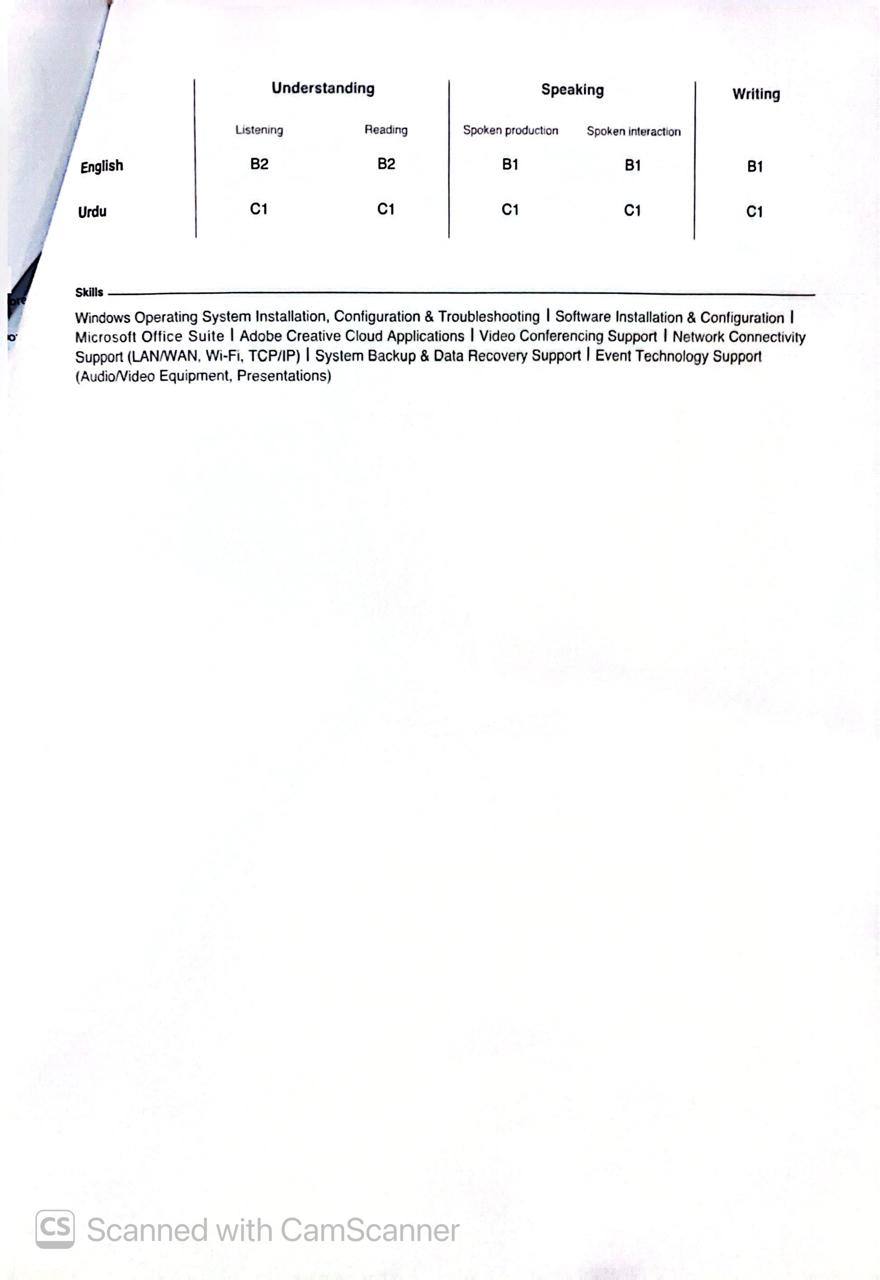 Understanding Speaking Writing
Listening Reading Spoken production Spoken interaction
English B2 B2 B1 B1 B1
Urdu C1 C1 C1 C1 C1
Skills
Windows Operating System Installation, Configuration & Troubleshooting | Software Installation & Configuration |
Microsoft Office Suite | Adobe Creative Cloud Applications | Video Conferencing Support | Network Connectivity
Support (LAN/WAN, Wi-Fi, TCP/IP) | System Backup & Data Recovery Support | Event Technology Support
(Audio/Video Equipment, Presentations)
CS Scanned with CamScanner